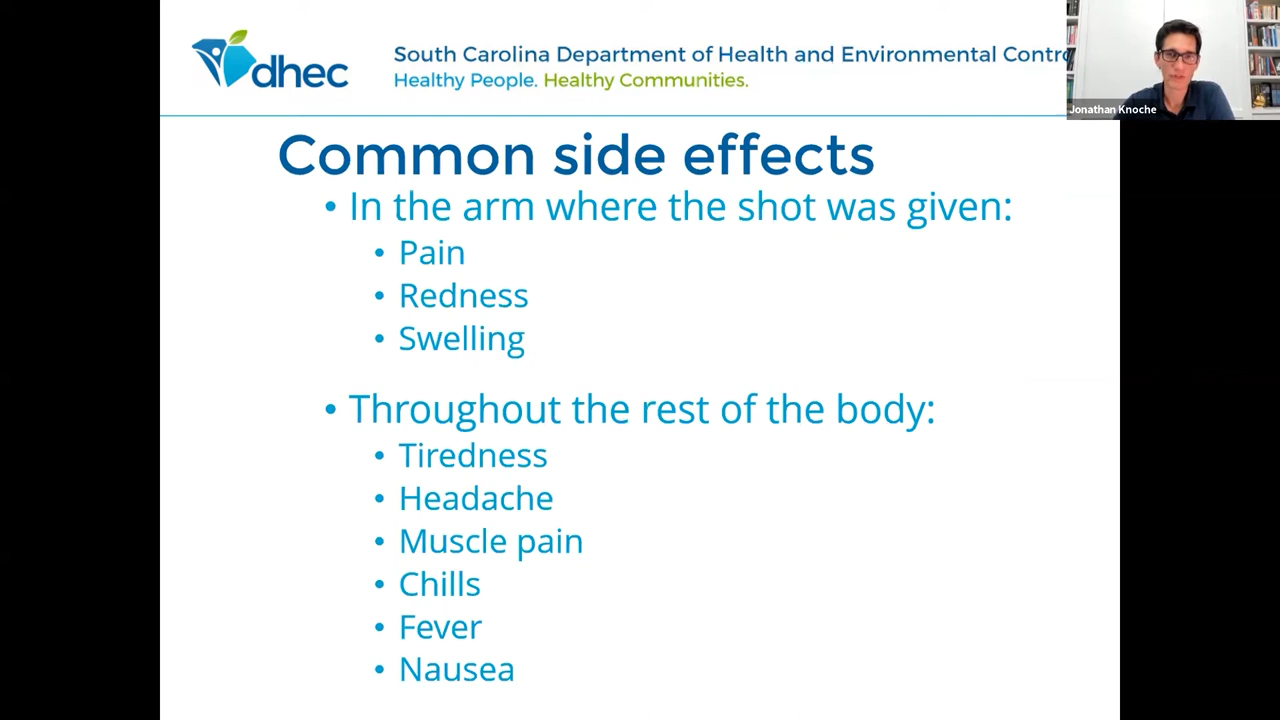 dhec
South Carolina Department of Health and Environmental Contro
Healthy People. Healthy Communities.
Jonathan Knoche
Common side effects
• In the arm where the shot was given:
• Pain
• Redness
• Swelling
• Throughout the rest of the body:
• Tiredness
• Headache
• Muscle pain
• Chills
• Fever
• Nausea